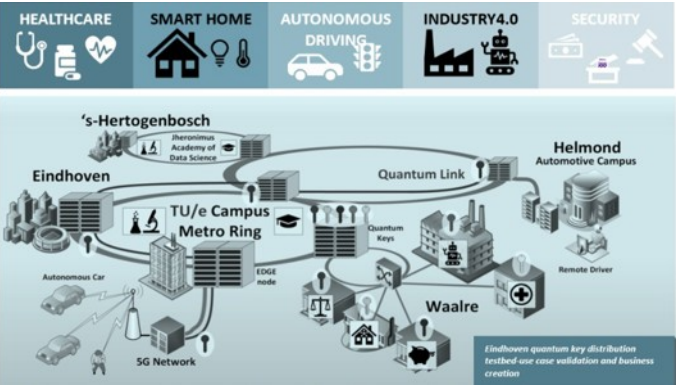 HEALTHCARE
SMART HOME
AUTONOMOUS
DRIVING
INDUSTRY4.0
SECURITY
‘s-Hertogenbosch
Jheronimus
Academy of
Data Science
Eindhoven
Quantum Link
Helmond
Automotive Campus
TU/e Campus
Metro Ring
Quantum
Keys
Remote Driver
Autonomous Car
EDGE
node
Waalre
5G Network
Eindhoven quantum key distribution
testbed-use case validation and business
creation